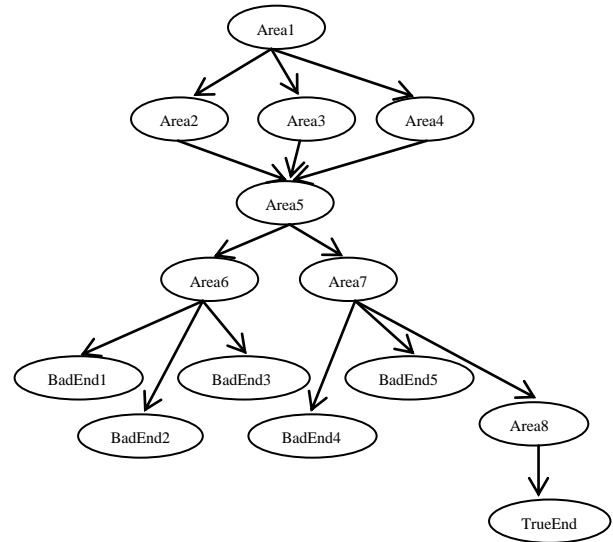 Area1
Area2
Area3
Area4
Area5
Area6
Area7
BadEnd1
BadEnd3
BadEnd5
BadEnd2
BadEnd4
Area8
TrueEnd